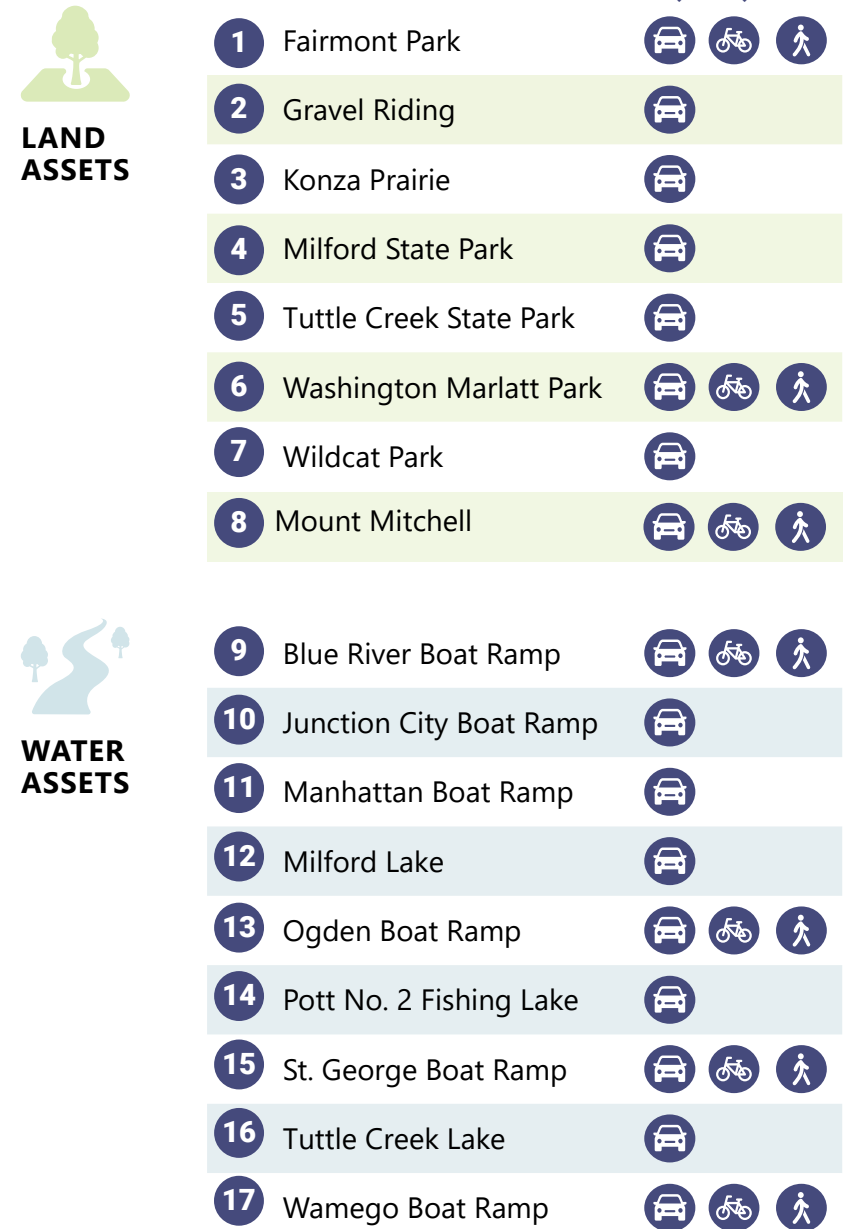 LAND
ASSETS
1 Fairmont Park
2 Gravel Riding
3 Konza Prairie
4 Milford State Park
5 Tuttle Creek State Park
6 Washington Marlatt Park
7 Wildcat Park
8 Mount Mitchell
WATER
ASSETS
9 Blue River Boat Ramp
10 Junction City Boat Ramp
11 Manhattan Boat Ramp
12 Milford Lake
13 Ogden Boat Ramp
14 Pott No. 2 Fishing Lake
15 St. George Boat Ramp
16 Tuttle Creek Lake
17 Wamego Boat Ramp